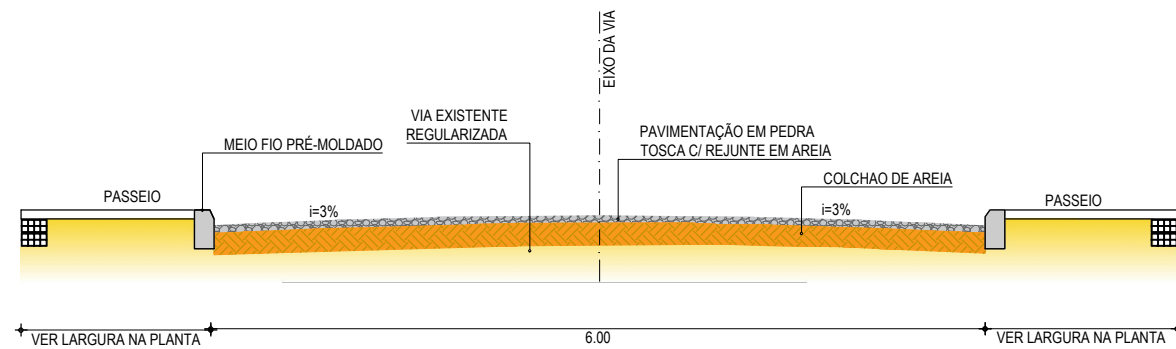 EIXO DA VIA
VIA EXISTENTE
REGULARIZADA
PAVIMENTAÇÃO EM PEDRA
TOSCA C/ REJUNTE EM AREIA
MEIO FIO PRÉ-MOLDADO
COLCHAO DE AREIA
PASSEIO
i=3%
i=3%
PASSEIO
VER LARGURA NA PLANTA
6.00
VER LARGURA NA PLANTA